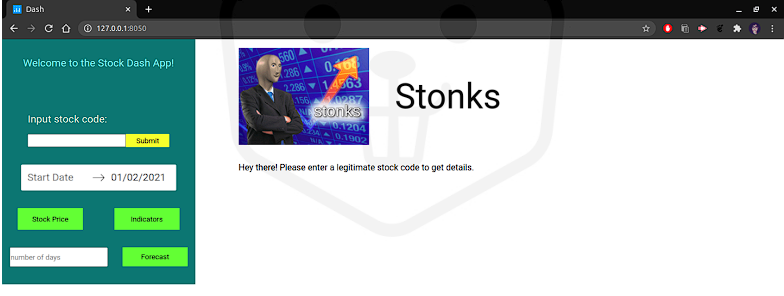 Dash
127.0.0.1:8050
Welcome to the Stock Dash App!
Input stock code:
Submit
Start Date → 01/02/2021
Stock Price
Indicators
number of days
Forecast
stonks
Stonks
Hey there! Please enter a legitimate stock code to get details.